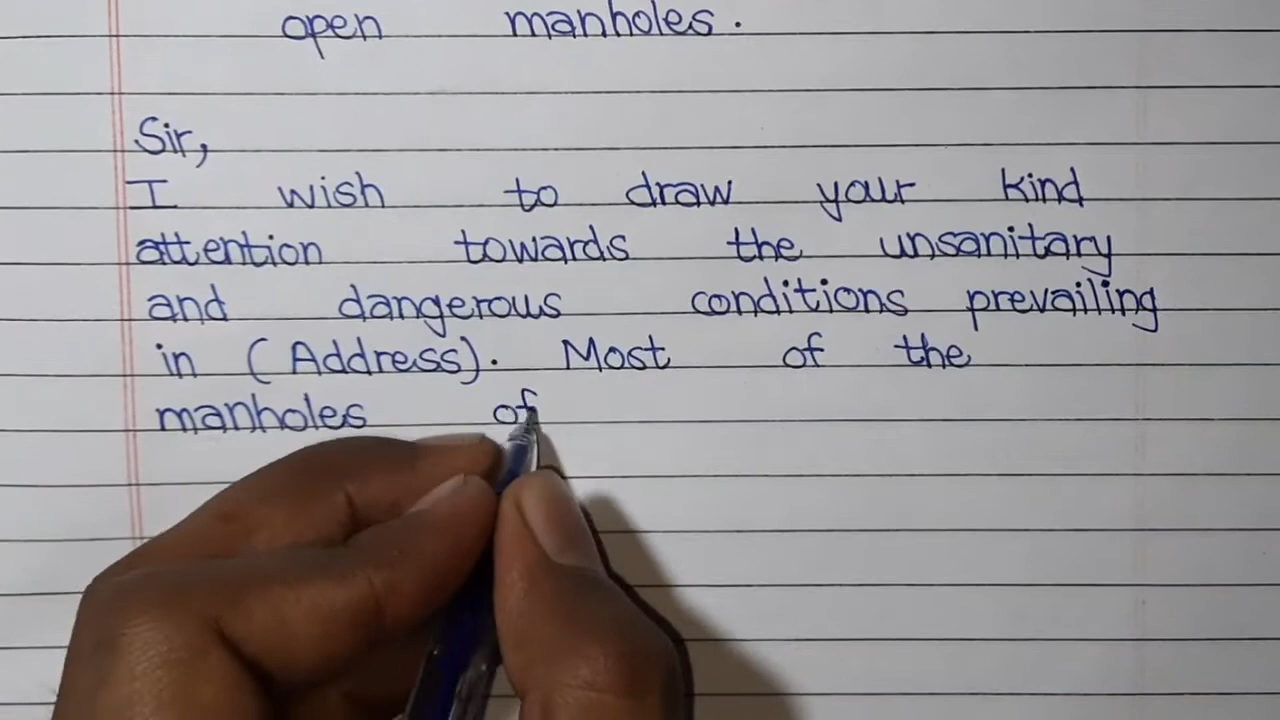 open manholes.
Sir,
I wish to draw your kind
attention towards the unsanitary
and dangerous conditions prevailing
in (Address). Most of the
manholes of